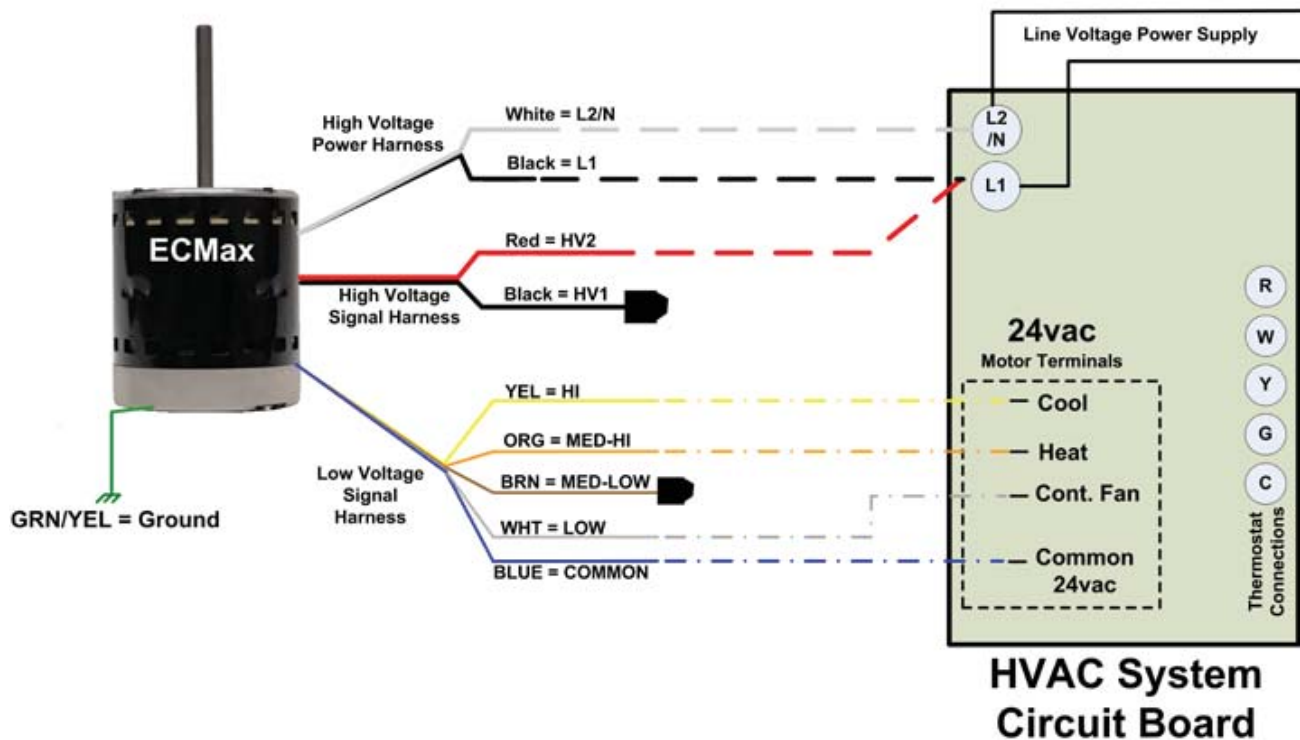 Line Voltage Power Supply
High Voltage
Power Harness
White = L2/N
Black = L1
L2
/N
L1
ECMax
Red = HV2
High Voltage
Signal Harness
Black = HV1
R
W
Y
G
C
Thermostat
Connections
24vac
Motor Terminals
YEL = HI
Cool
ORG = MED-HI
Heat
Low Voltage
Signal
Harness
BRN = MED-LOW
Cont. Fan
WHT = LOW
BLUE = COMMON
Common
24vac
GRN/YEL = Ground
HVAC System
Circuit Board